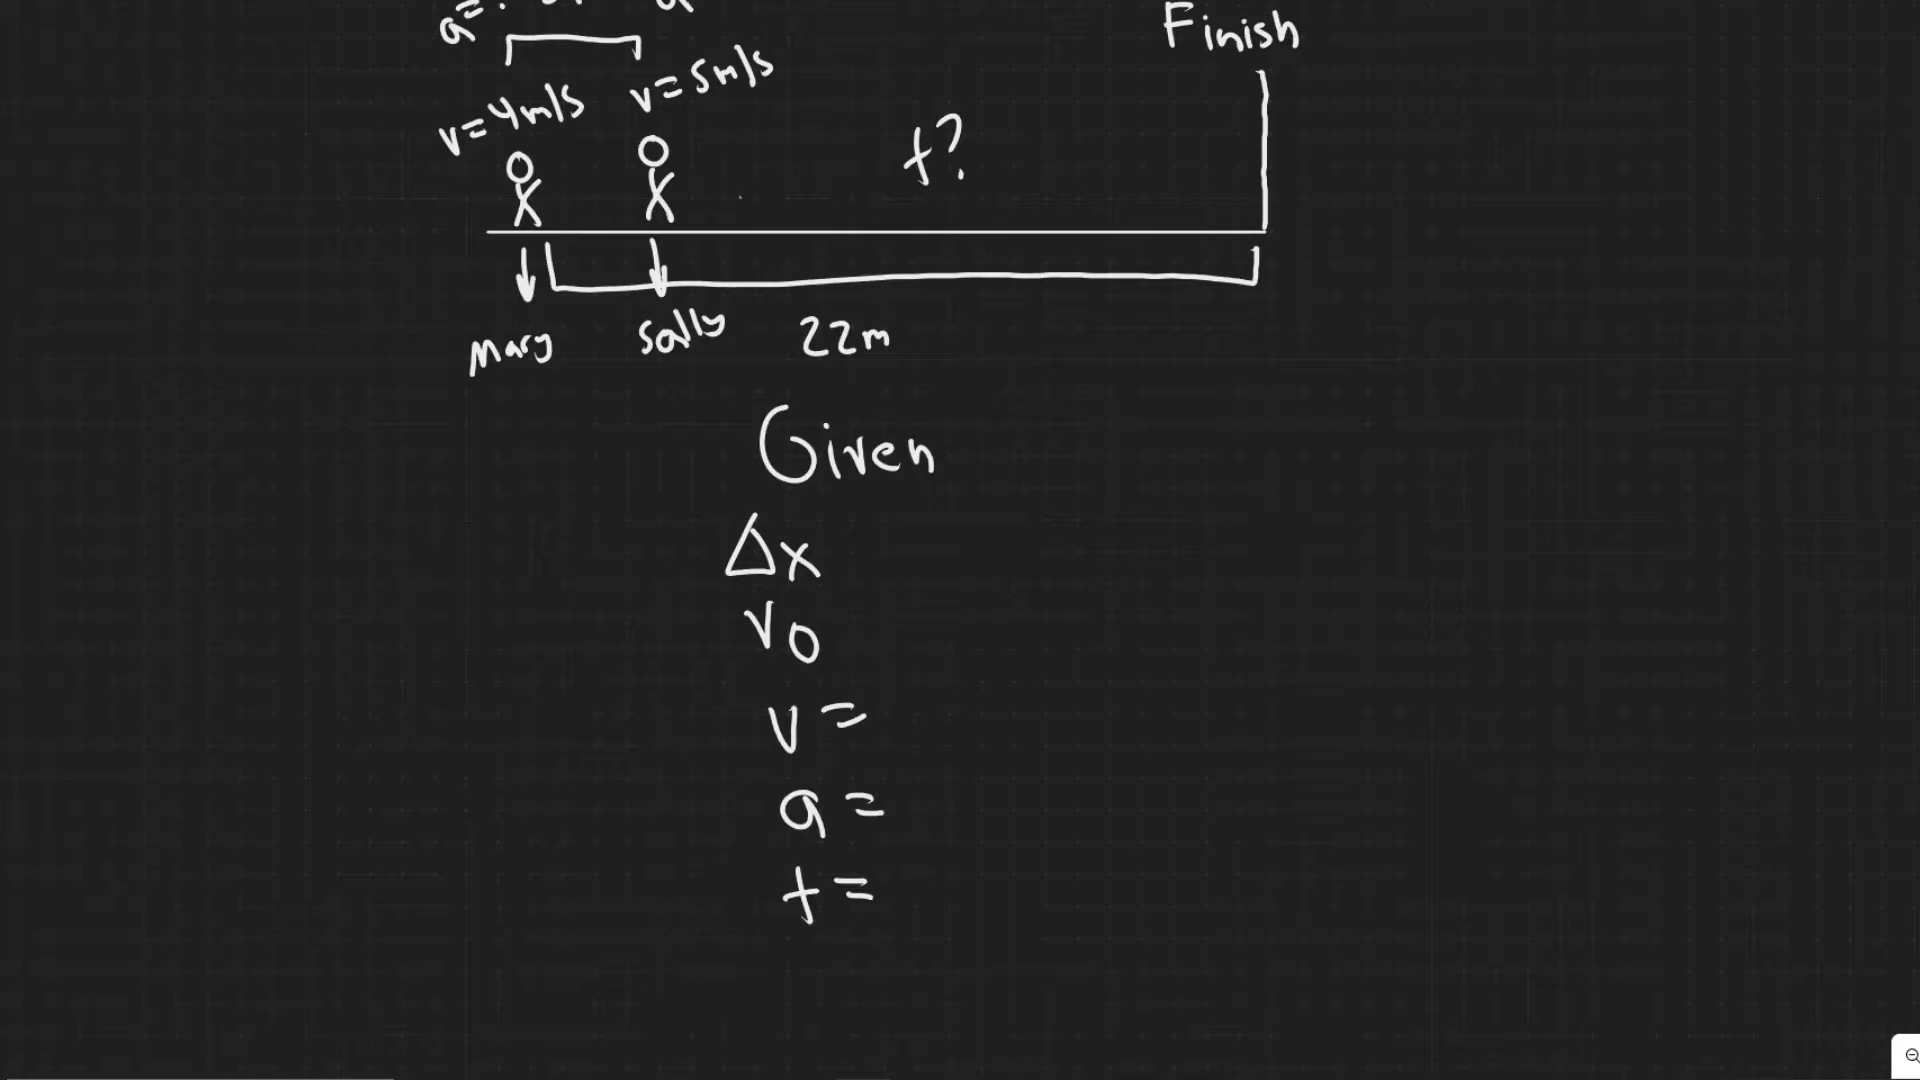 a=
Finish
v=4m/s v=5m/s
t?
Mary Sally 22m
Given
Δx
v0
v=
a=
t=